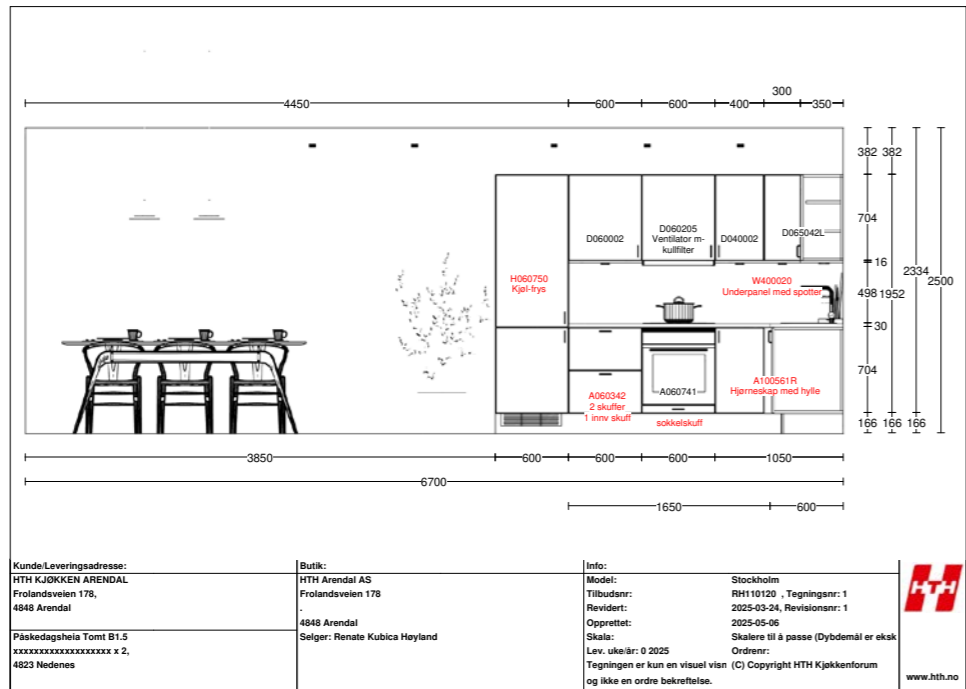 300
4450 600 600 400 350
382 382
704
D060002
D060205
Ventilator m-
kullfilter
D040002
D065042L
16
2334
2500
H060750
Kjøl-frys
W400020
Underpanel med spotter
498 1952
30
704
A060342
2 skuffer
1 innv skuff
A060741
sokkelskuff
A100561R
Hjørneskap med hylle
166 166 166
3850 600 600 600 1050
6700
1650 600
Kunde/Leveringsadresse:
HTH KJØKKEN ARENDAL
Frolandsveien 178,
4848 Arendal
Påskedagsheia Tomt B1.5
xxxxxxxxxxxxxxxxxxx x 2,
4823 Nedenes
Butik:
HTH Arendal AS
Frolandsveien 178
.
4848 Arendal
Selger: Renate Kubica Høyland
Info:
Model: Stockholm
Tilbudsnr: RH110120 , Tegningsnr: 1
Revidert: 2025-03-24, Revisionsnr: 1
Opprettet: 2025-05-06
Skala: Skalere til å passe (Dybdemål er eksk
Lev. uke/år: 0 2025 Ordrenr:
Tegningen er kun en visuel visn (C) Copyright HTH Kjøkkenforum
og ikke en ordre bekreftelse.
HTH
www.hth.no